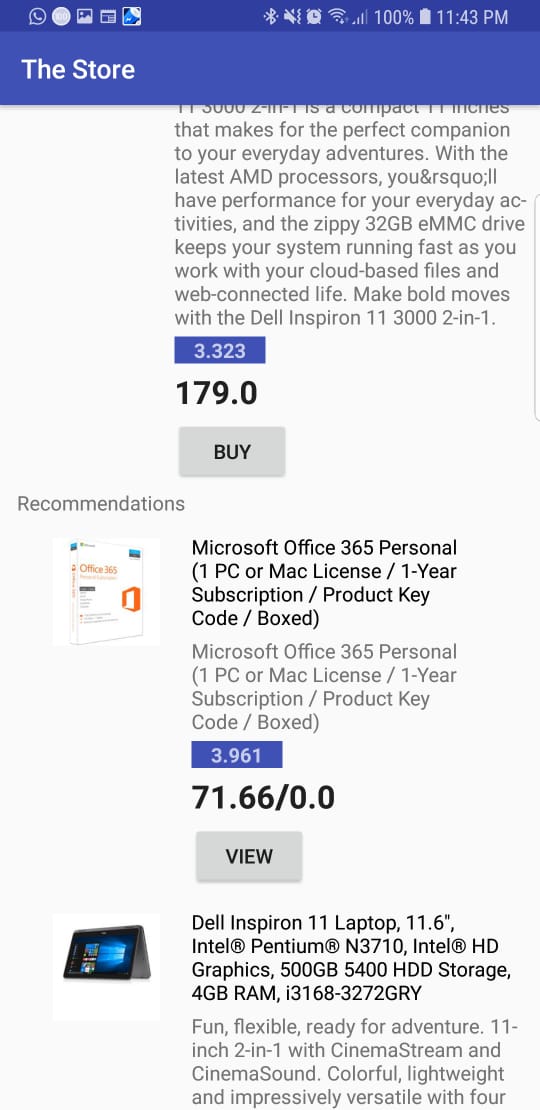 100% 11:43 PM
The Store
11 3000 2-in-1 is a compact 11 inches
that makes for the perfect companion
to your everyday adventures. With the
latest AMD processors, you&rsquo;ll
have performance for your everyday ac-
tivities, and the zippy 32GB eMMC drive
keeps your system running fast as you
work with your cloud-based files and
web-connected life. Make bold moves
with the Dell Inspiron 11 3000 2-in-1.
3.323
179.0
BUY
Recommendations
Office 365
Microsoft Office 365 Personal
(1 PC or Mac License / 1-Year
Subscription / Product Key
Code / Boxed)
Microsoft Office 365 Personal
(1 PC or Mac License / 1-Year
Subscription / Product Key
Code / Boxed)
3.961
71.66/0.0
VIEW
Dell Inspiron 11 Laptop, 11.6",
Intel® Pentium® N3710, Intel® HD
Graphics, 500GB 5400 HDD Storage,
4GB RAM, i3168-3272GRY
Fun, flexible, ready for adventure. 11-
inch 2-in-1 with CinemaStream and
CinemaSound. Colorful, lightweight
and impressively versatile with four